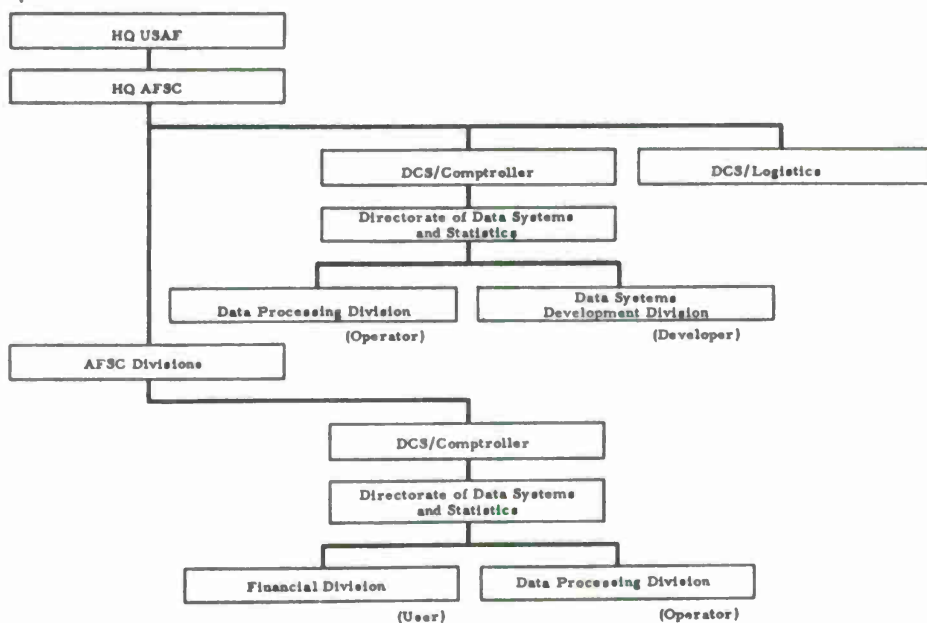 HQ USAF
HQ AFSC
DCS/Comptroller
DCS/Logistics
Directorate of Data Systems
and Statistics
Data Processing Division
(Operator)
Data Systems
Development Division
(Developer)
AFSC Divisions
DCS/Comptroller
Directorate of Data Systems
and Statistics
Financial Division
(User)
Data Processing Division
(Operator)